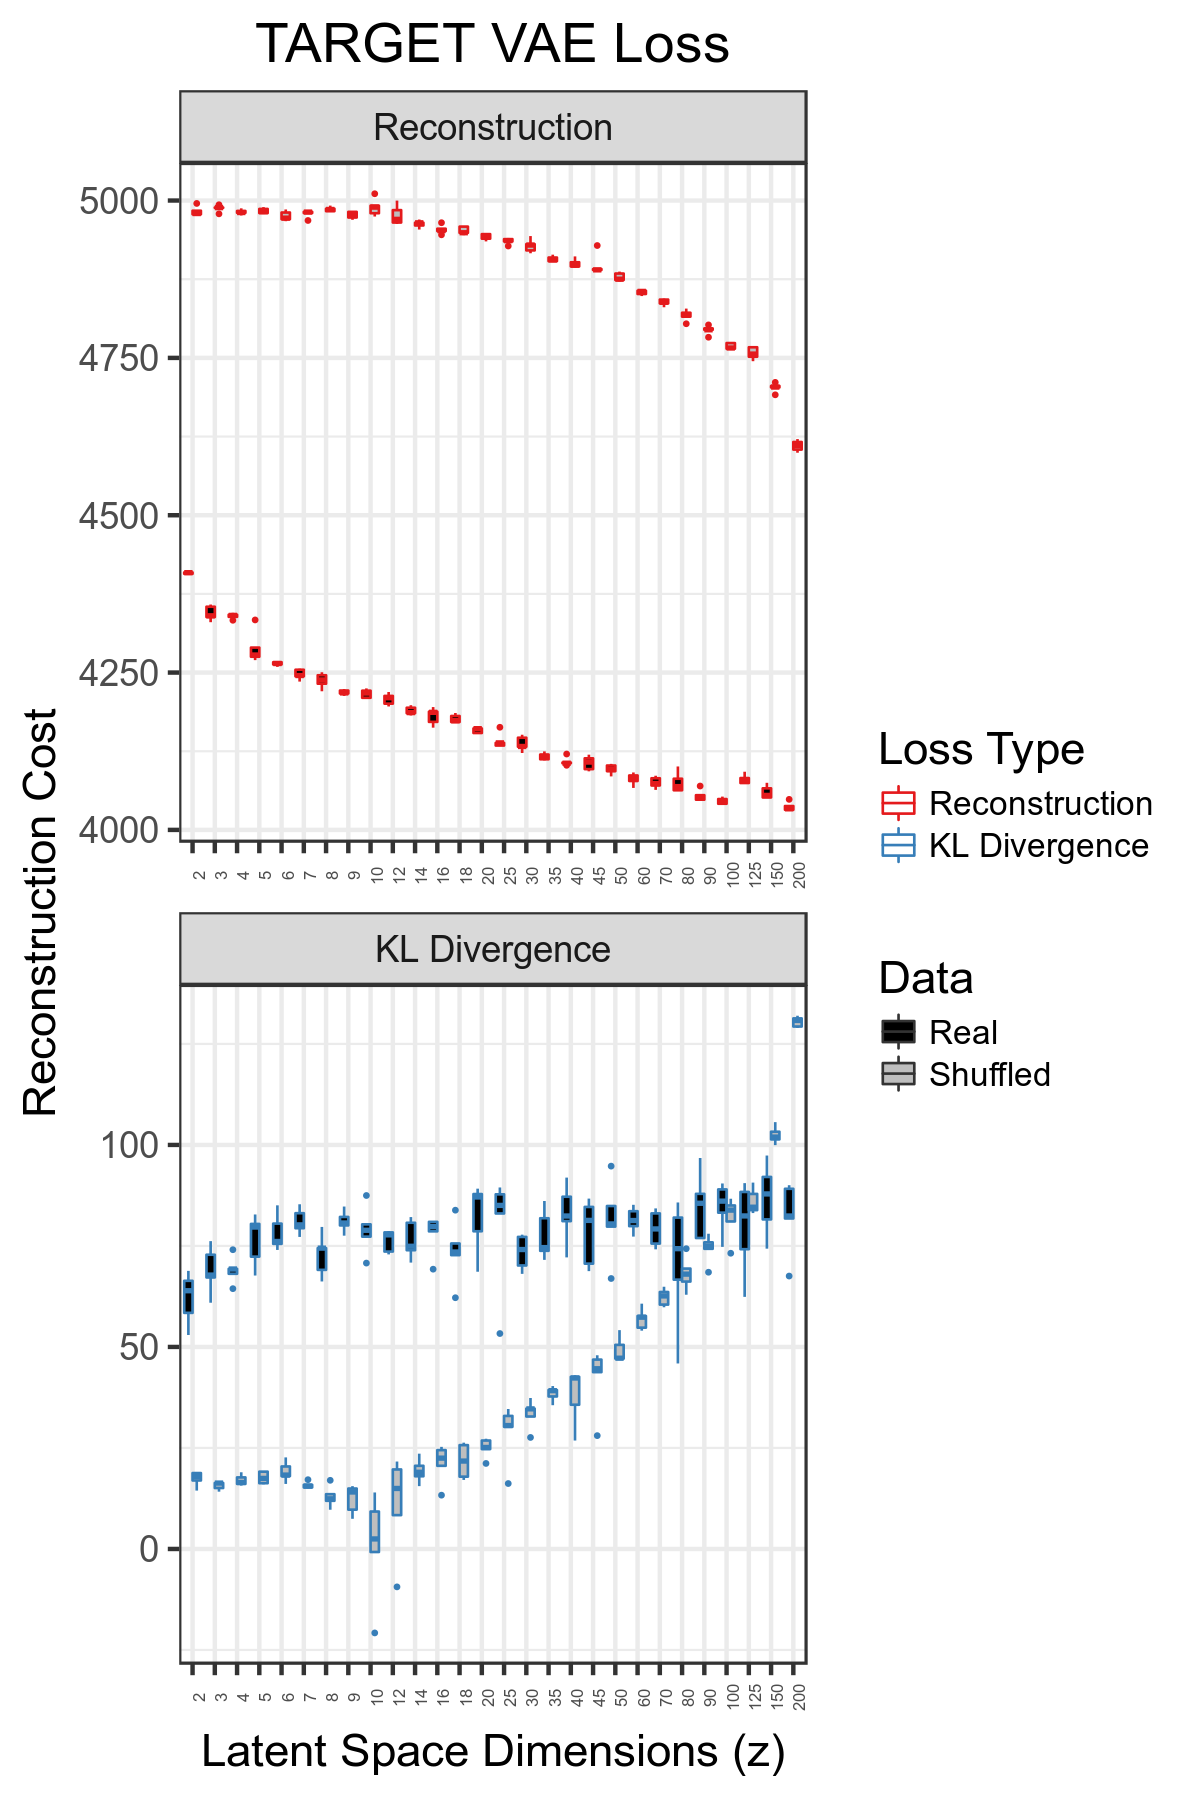 TARGET VAE Loss
Reconstruction
5000
4750
4500
4250
4000
2 3 4 5 6 7 8 9 10 12 14 16 18 20 25 30 35 40 45 50 60 70 80 90 100 125 150 200
KL Divergence
100
50
0
2 3 4 5 6 7 8 9 10 12 14 16 18 20 25 30 35 40 45 50 60 70 80 90 100 125 150 200
Latent Space Dimensions (z)
Reconstruction Cost
Loss Type
Reconstruction
KL Divergence
Data
Real
Shuffled